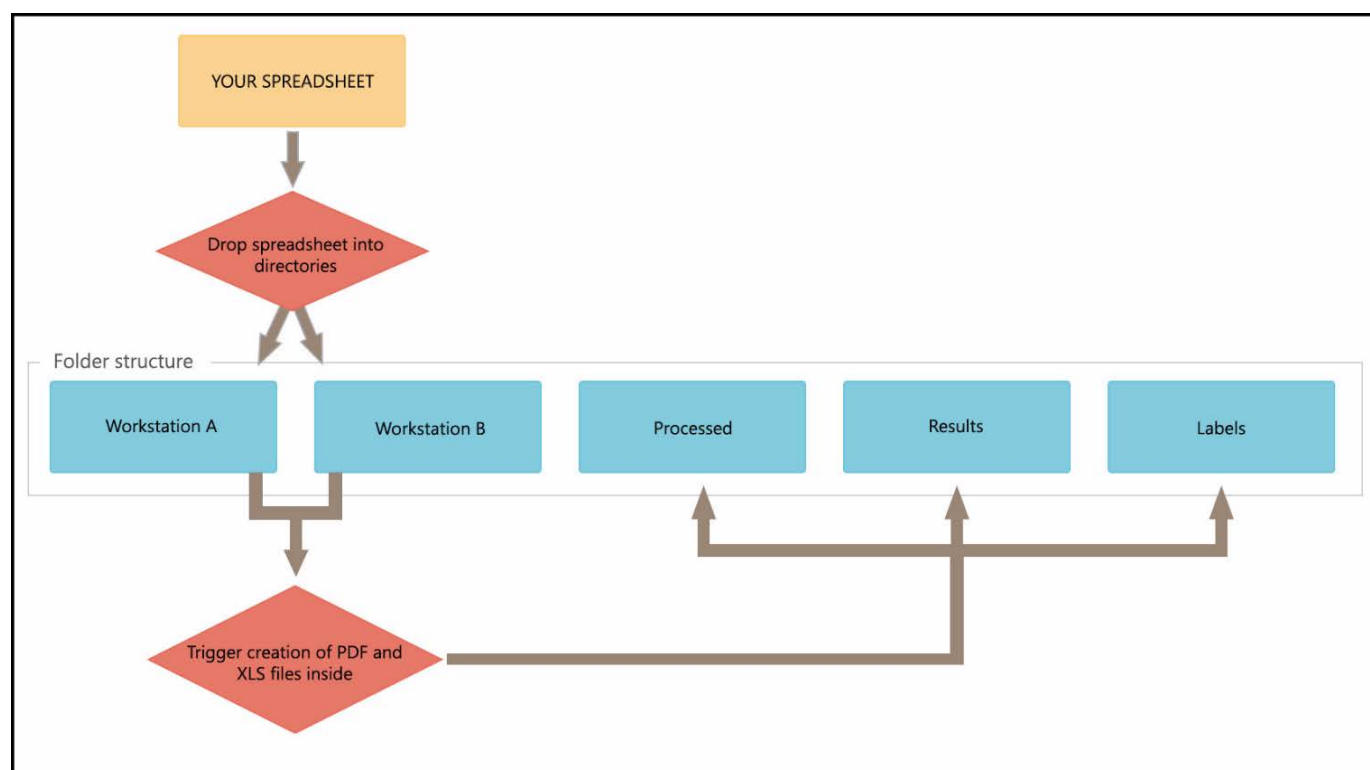 YOUR SPREADSHEET
Drop spreadsheet into
directories
Folder structure
Workstation A
Workstation B
Processed
Results
Labels
Trigger creation of PDF and
XLS files inside